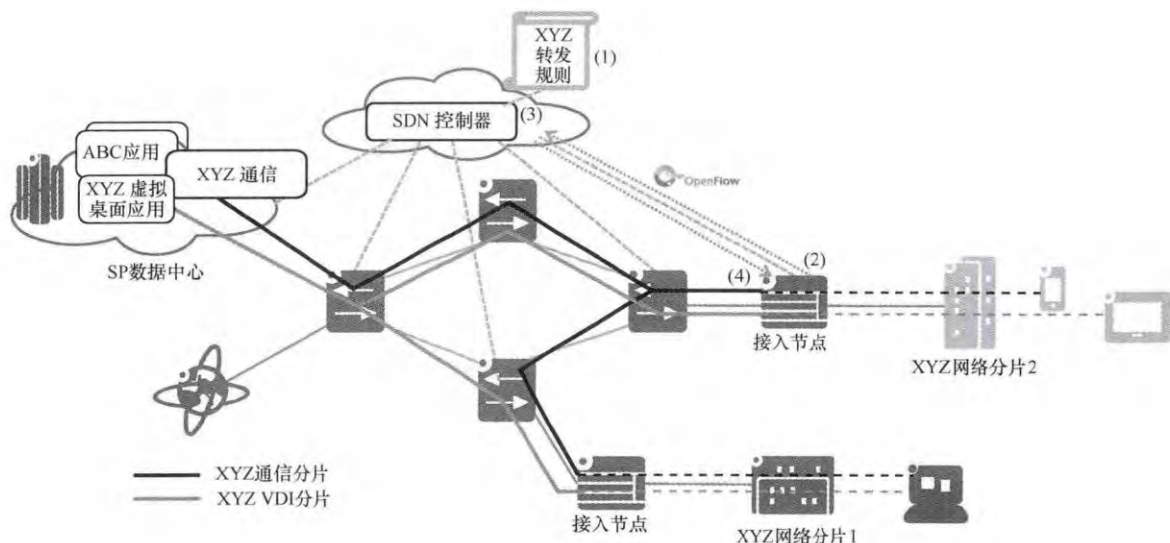 XYZ
转发
规则
(1)
SDN 控制器
(3)
ABC应用
XYZ 通信
XYZ 虚拟
桌面应用
SP数据中心
OpenFlow
(2)
(4)
接入节点
XYZ网络分片2
XYZ通信分片
XYZ VDI分片
接入节点
XYZ网络分片1